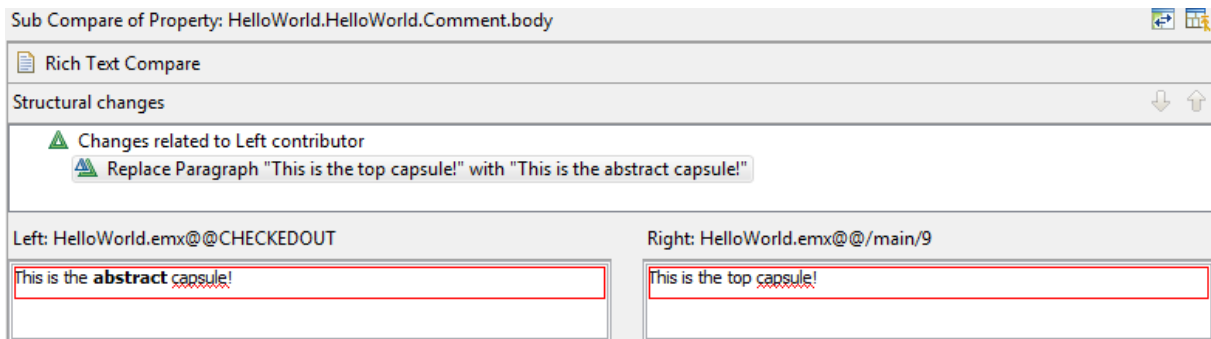 Sub Compare of Property: HelloWorld.HelloWorld.Comment.body
Rich Text Compare
Structural changes
Changes related to Left contributor
Replace Paragraph "This is the top capsule!" with "This is the abstract capsule!"
Left: HelloWorld.emx@@CHECKEDOUT
Right: HelloWorld.emx@@/main/9
This is the abstract capsule!
This is the top capsule!